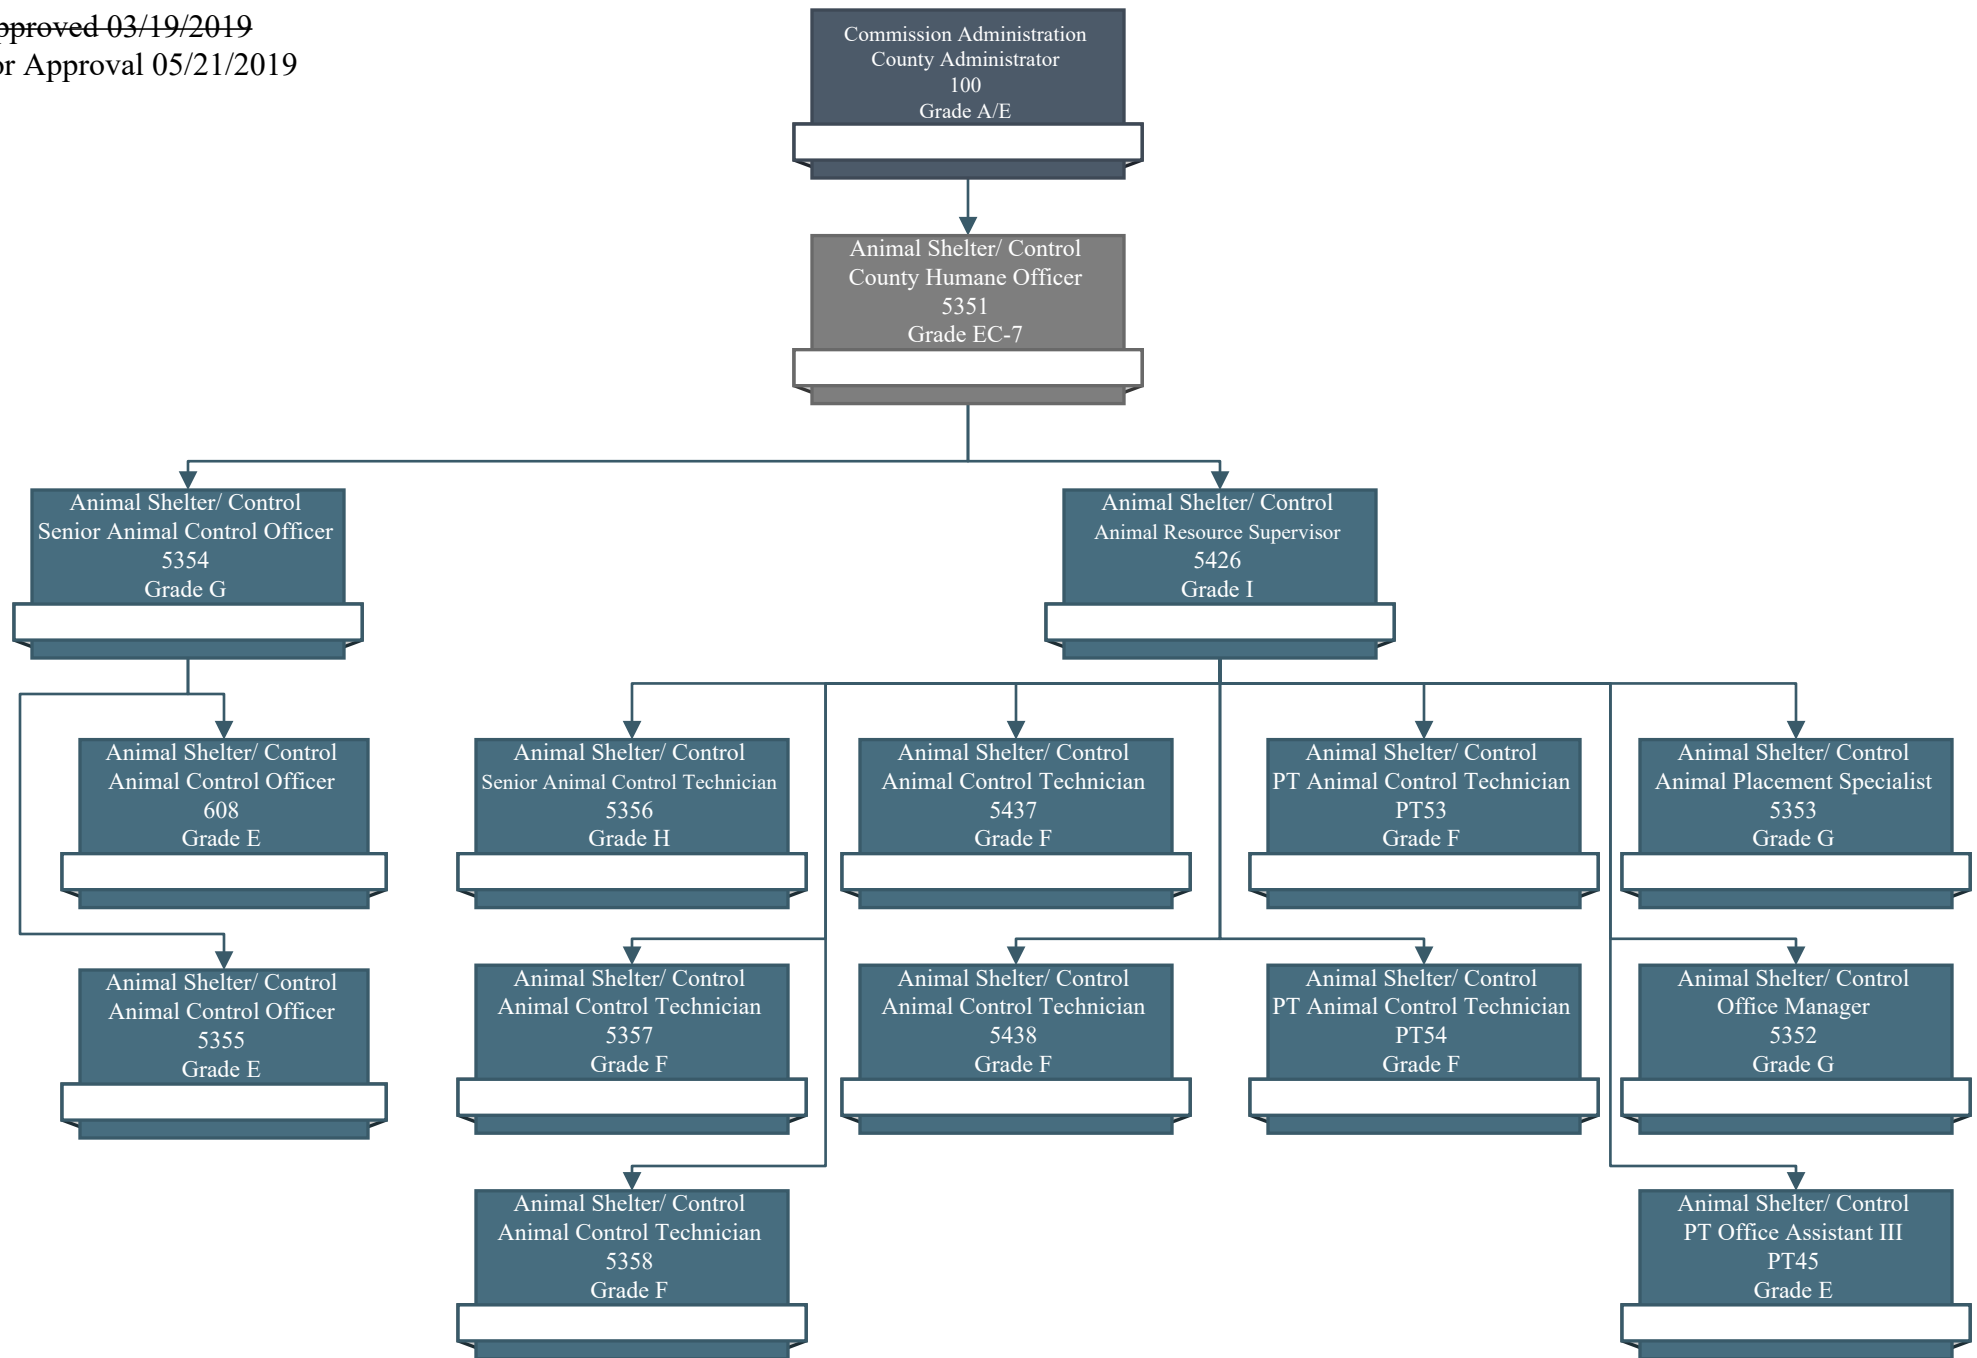 pproved 03/19/2019
or Approval 05/21/2019
Commission Administration
County Administrator
100
Grade A/E
Animal Shelter/ Control
County Humane Officer
5351
Grade EC-7
Animal Shelter/ Control
Senior Animal Control Officer
5354
Grade G
Animal Shelter/ Control
Animal Resource Supervisor
5426
Grade I
Animal Shelter/ Control
Animal Control Officer
608
Grade E
Animal Shelter/ Control
Senior Animal Control Technician
5356
Grade H
Animal Shelter/ Control
Animal Control Technician
5437
Grade F
Animal Shelter/ Control
PT Animal Control Technician
PT53
Grade F
Animal Shelter/ Control
Animal Placement Specialist
5353
Grade G
Animal Shelter/ Control
Animal Control Officer
5355
Grade E
Animal Shelter/ Control
Animal Control Technician
5357
Grade F
Animal Shelter/ Control
Animal Control Technician
5438
Grade F
Animal Shelter/ Control
PT Animal Control Technician
PT54
Grade F
Animal Shelter/ Control
Office Manager
5352
Grade G
Animal Shelter/ Control
Animal Control Technician
5358
Grade F
Animal Shelter/ Control
PT Office Assistant III
PT45
Grade E